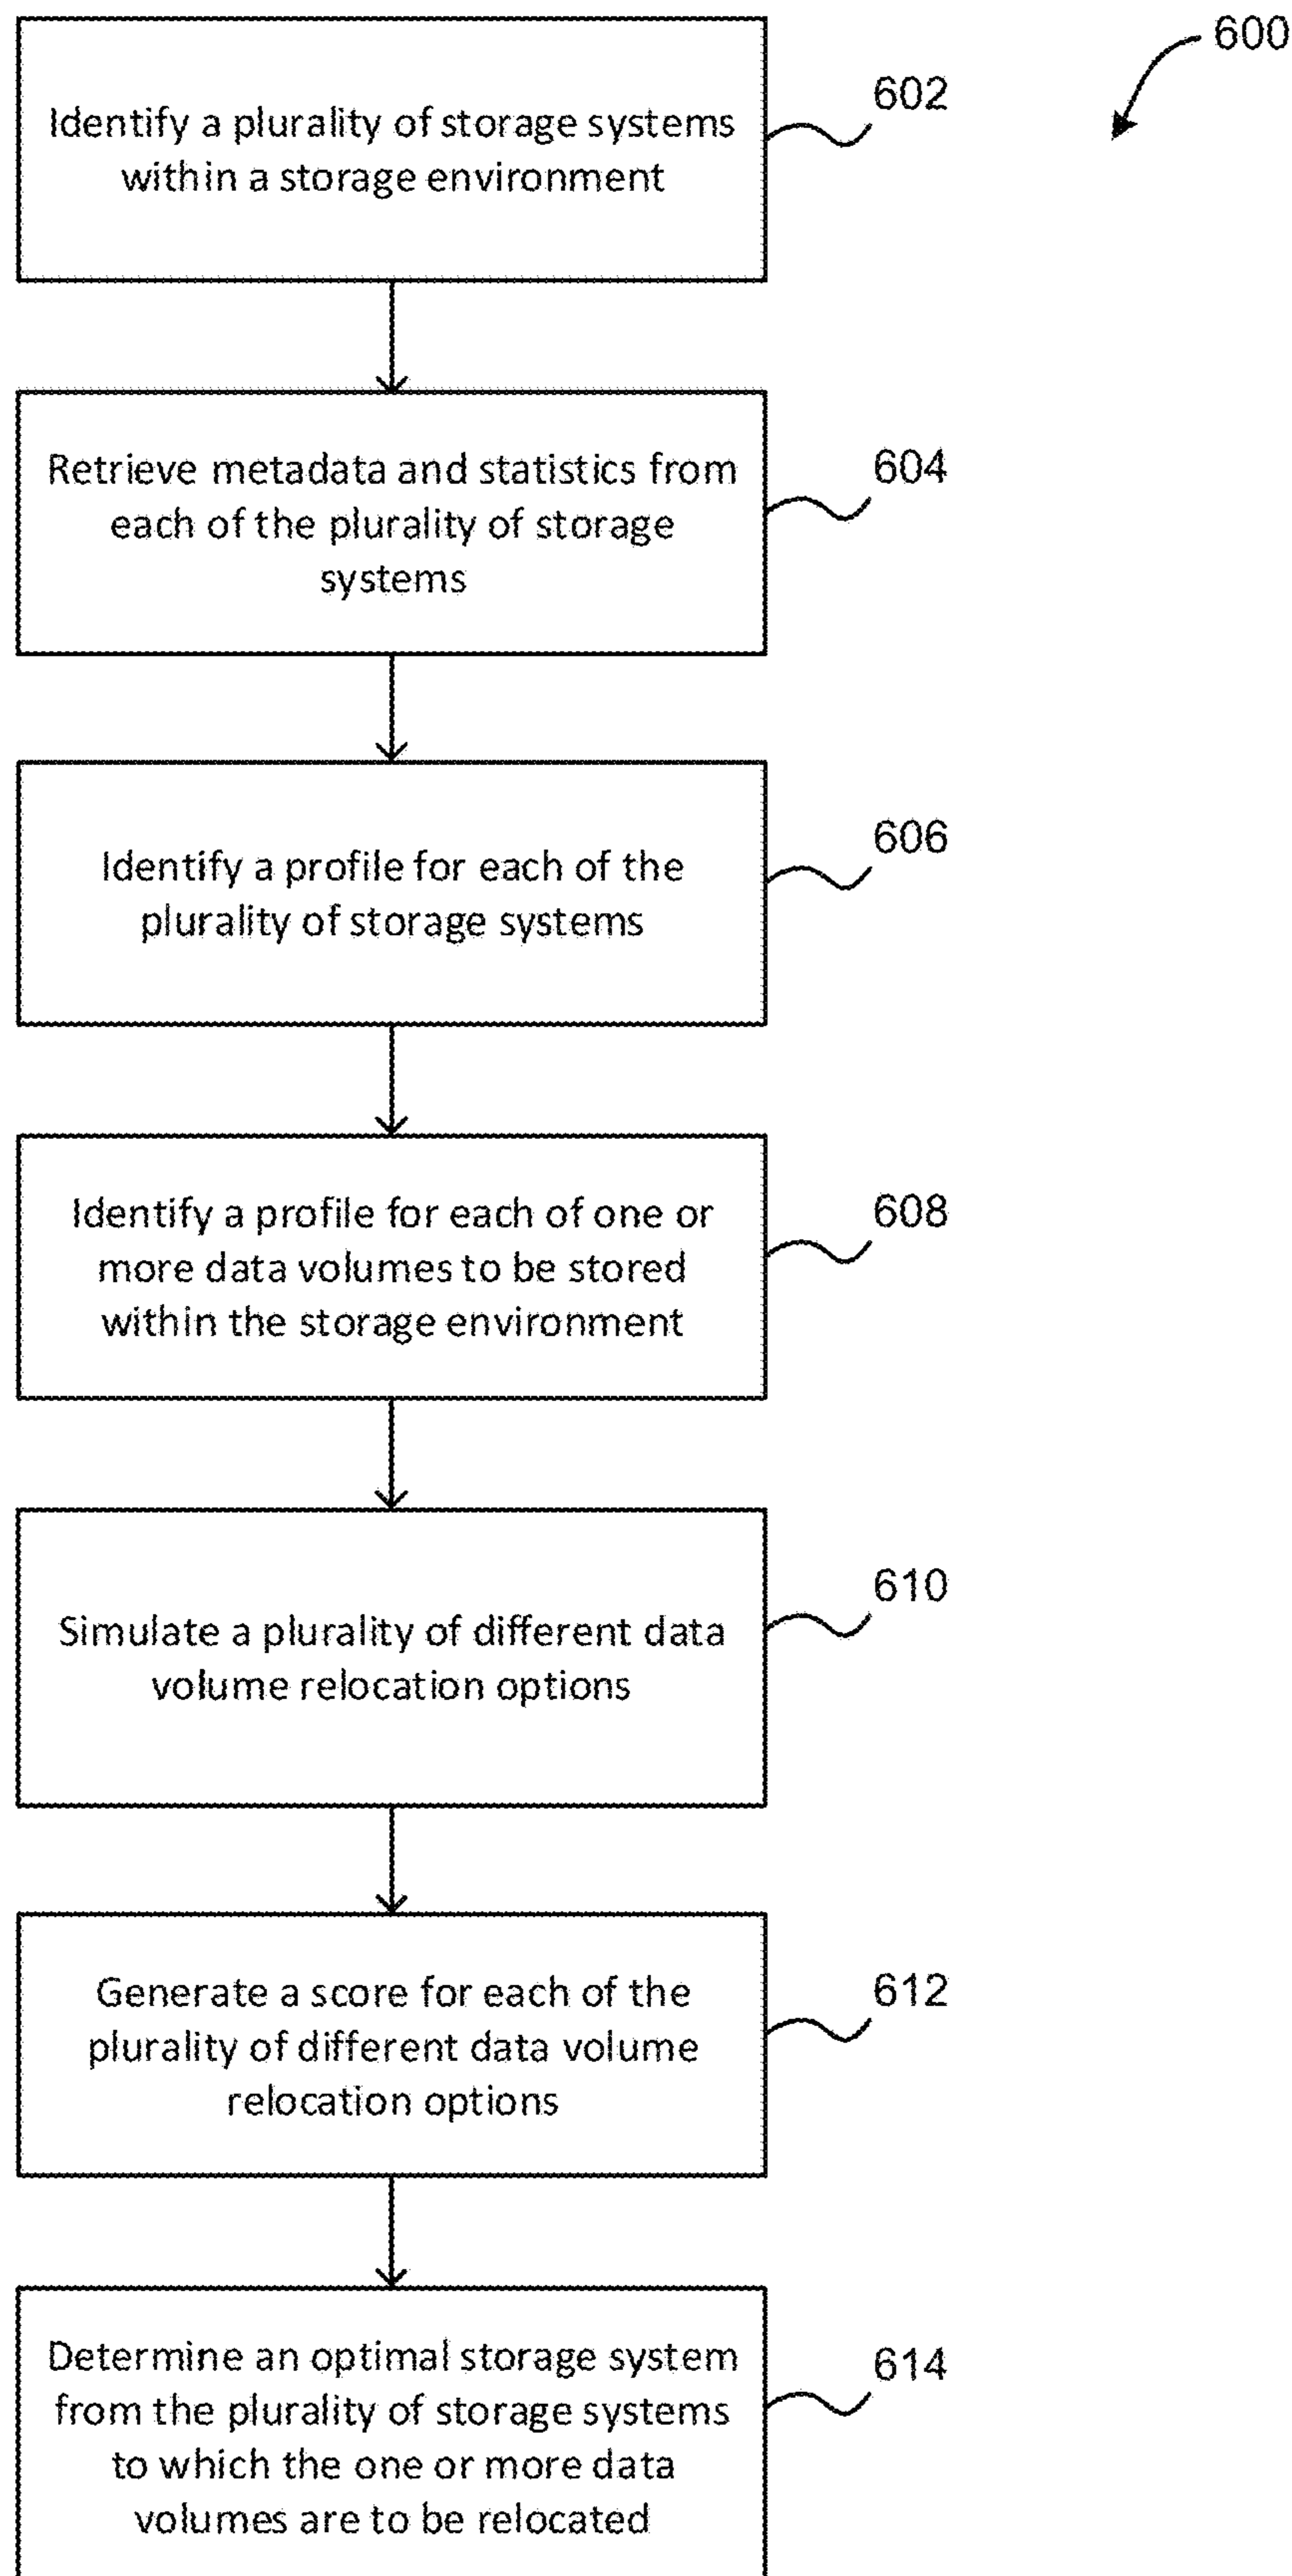 600
602
Identify a plurality of storage systems
within a storage environment
604
Retrieve metadata and statistics from
each of the plurality of storage
systems
606
Identify a profile for each of the
plurality of storage systems
608
Identify a profile for each of one or
more data volumes to be stored
within the storage environment
610
Simulate a plurality of different data
volume relocation options
612
Generate a score for each of the
plurality of different data volume
relocation options
614
Determine an optimal storage system
from the plurality of storage systems
to which the one or more data
volumes are to be relocated